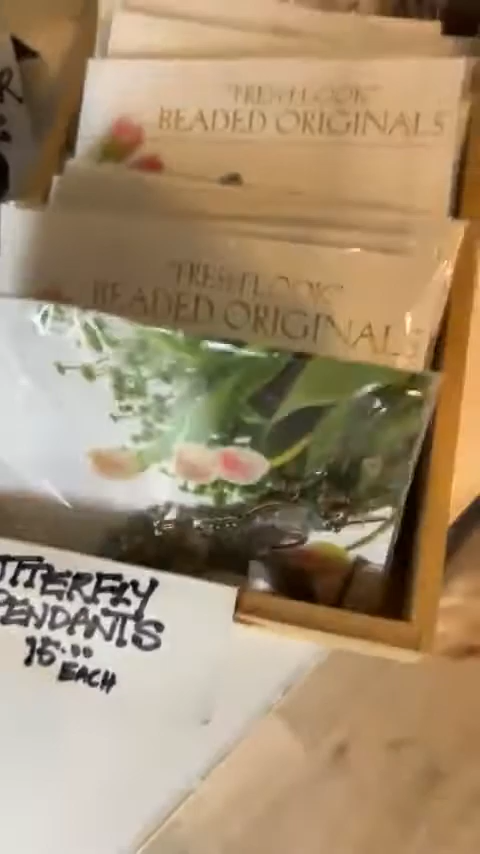 "FRESH LOOK"
BEADED ORIGINALS
"FRESH LOOK"
BEADED ORIGINALS
UTTERFLY
PENDANTS
15.00
EACH